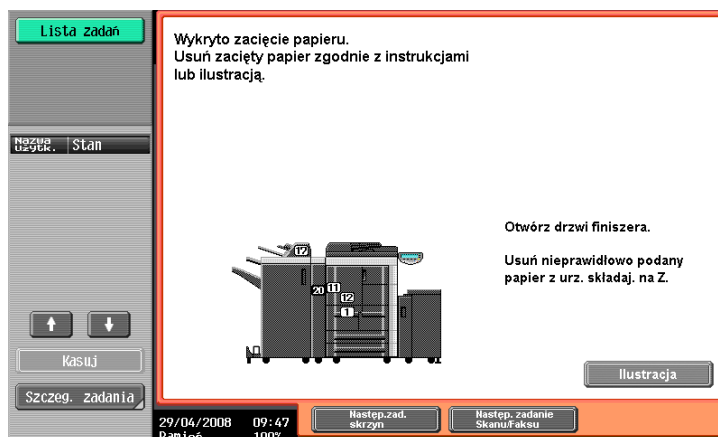 Lista zadań
Wykryto zacięcie papieru.
Usuń zacięty papier zgodnie z instrukcjami
lub ilustracją.
Nazwa użytk.
Stan
Otwórz drzwi finiszera.
Usuń nieprawidłowo podany
papier z urz. składaj. na Z.
17
20
11
12
1
Kasuj
Ilustracja
Szczeg. zadania
29/04/2008 09:47
Pamięć 100%
Następ.zad.
skrzyn
Następ. zadanie
Skanu/Faksu